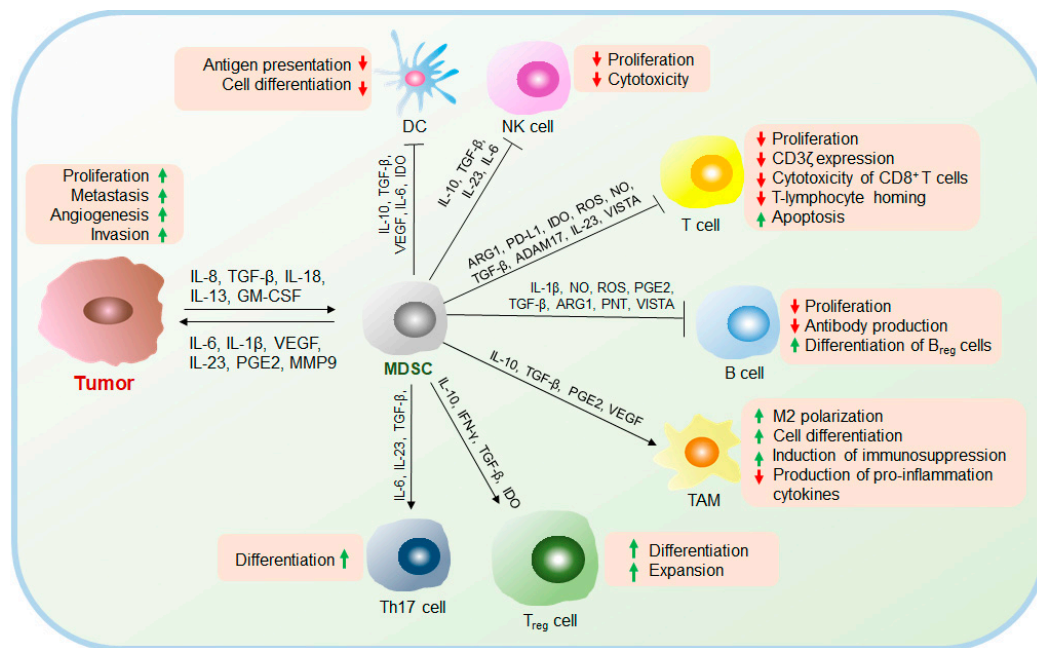 Antigen presentation
Cell differentiation
DC
NK cell
Proliferation
Cytotoxicity
Proliferation
Metastasis
Angiogenesis
Invasion
IL-10, TGF-β,
VEGF, IL-6, IDO
IL-10, TGF-β,
IL-23, IL-6
T cell
Proliferation
CD3ζ expression
Cytotoxicity of CD8⁺ T cells
T-lymphocyte homing
Apoptosis
ARG1, PD-L1, IDO, ROS, NO,
TGF-β, ADAM17, IL-23, VISTA
IL-8, TGF-β, IL-18,
IL-13, GM-CSF
IL-6, IL-1β, VEGF,
IL-23, PGE2, MMP9
Tumor
MDSC
IL-1β, NO, ROS, PGE2,
TGF-β, ARG1, PNT, VISTA
B cell
Proliferation
Antibody production
Differentiation of Breg cells
IL-10, TGF-β, PGE2, VEGF
TAM
M2 polarization
Cell differentiation
Induction of immunosuppression
Production of pro-inflammation
cytokines
IL-6, IL-23, TGF-β,
IL-10, IFN-γ, TGF-β, IDO
Differentiation
Th17 cell
Treg cell
Differentiation
Expansion